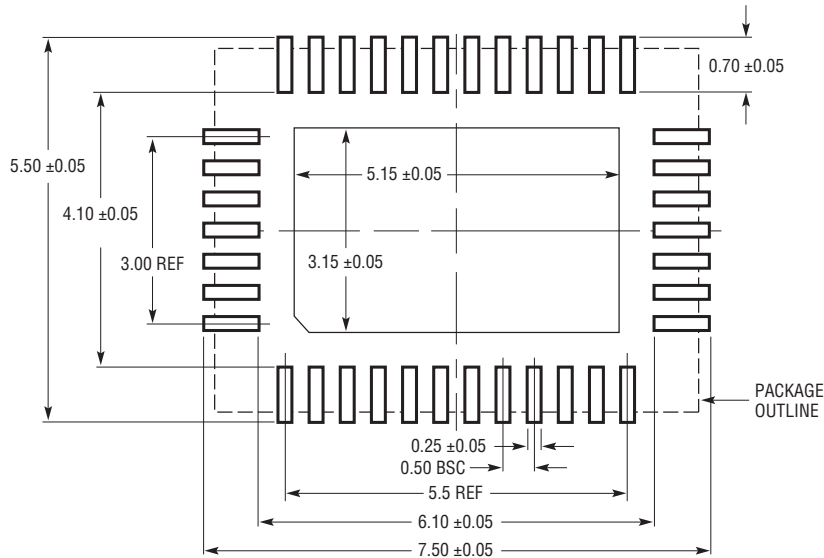 0.70 ±0.05
5.50 ±0.05
5.15 ±0.05
4.10 ±0.05
3.00 REF
3.15 ±0.05
PACKAGE
OUTLINE
0.25 ±0.05
0.50 BSC
5.5 REF
6.10 ±0.05
7.50 ±0.05